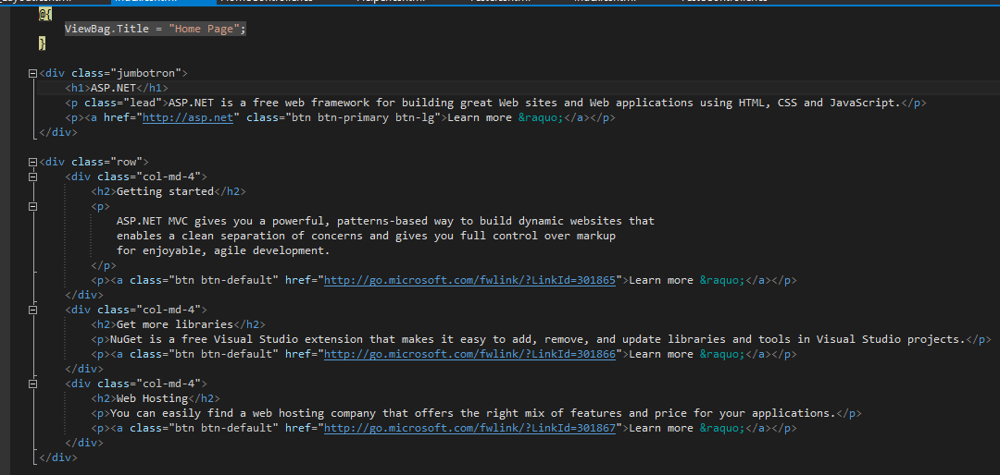 @{
    ViewBag.Title = "Home Page";
}
<div class="jumbotron">
    <h1>ASP.NET</h1>
    <p class="lead">ASP.NET is a free web framework for building great Web sites and Web applications using HTML, CSS and JavaScript.</p>
    <p><a href="http://asp.net" class="btn btn-primary btn-lg">Learn more &raquo;</a></p>
</div>
<div class="row">
    <div class="col-md-4">
        <h2>Getting started</h2>
        <p>
            ASP.NET MVC gives you a powerful, patterns-based way to build dynamic websites that
            enables a clean separation of concerns and gives you full control over markup
            for enjoyable, agile development.
        </p>
        <p><a class="btn btn-default" href="http://go.microsoft.com/fwlink/?LinkId=301865">Learn more &raquo;</a></p>
    </div>
    <div class="col-md-4">
        <h2>Get more libraries</h2>
        <p>NuGet is a free Visual Studio extension that makes it easy to add, remove, and update libraries and tools in Visual Studio projects.</p>
        <p><a class="btn btn-default" href="http://go.microsoft.com/fwlink/?LinkId=301866">Learn more &raquo;</a></p>
    </div>
    <div class="col-md-4">
        <h2>Web Hosting</h2>
        <p>You can easily find a web hosting company that offers the right mix of features and price for your applications.</p>
        <p><a class="btn btn-default" href="http://go.microsoft.com/fwlink/?LinkId=301867">Learn more &raquo;</a></p>
    </div>
</div>